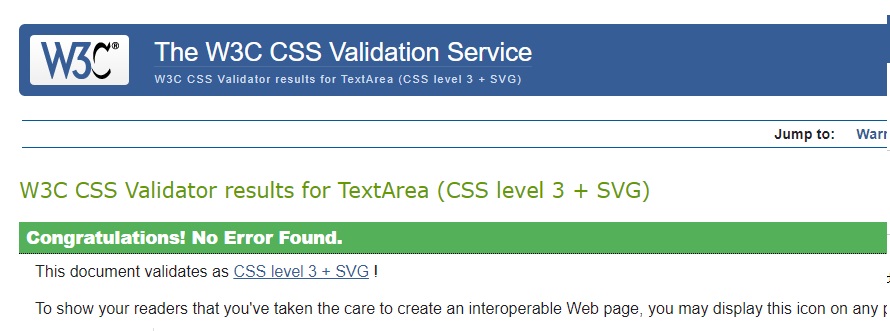 W3C®
The W3C CSS Validation Service
W3C CSS Validator results for TextArea (CSS level 3 + SVG)
Jump to:
W3C CSS Validator results for TextArea (CSS level 3 + SVG)
Congratulations! No Error Found.
This document validates as CSS level 3 + SVG !
To show your readers that you've taken the care to create an interoperable Web page, you may display this icon on any